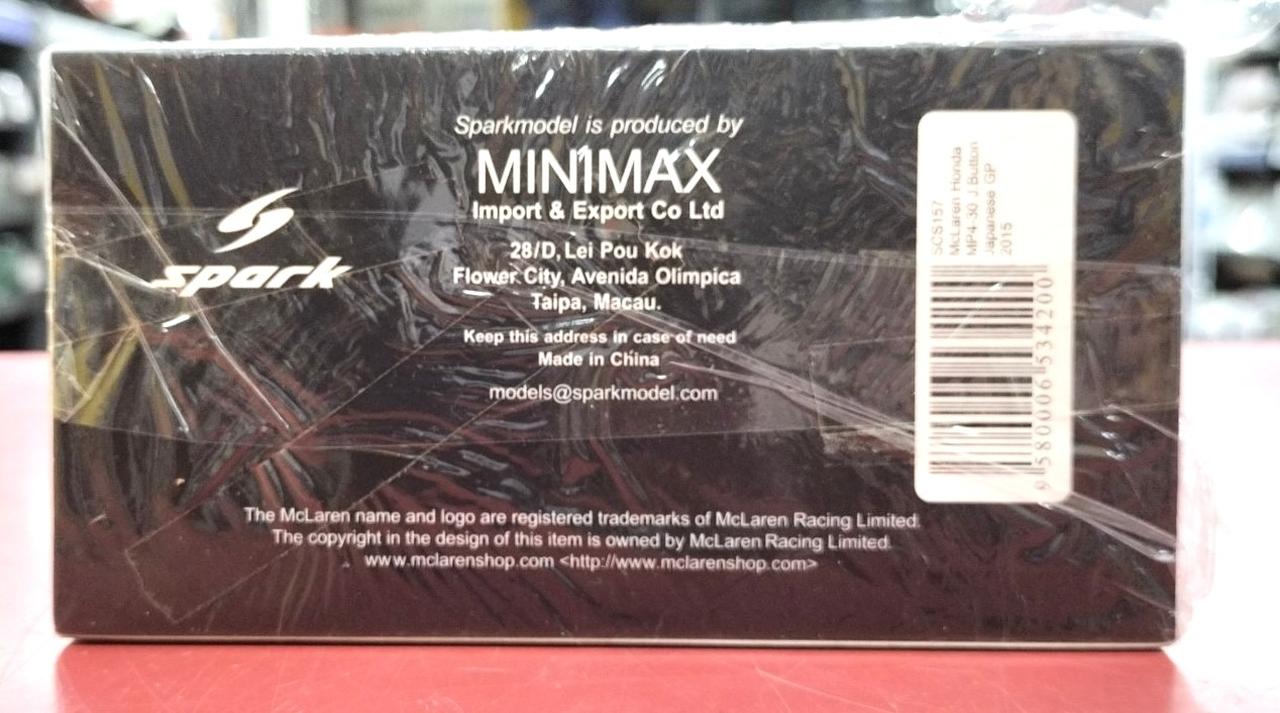 spark
Sparkmodel is produced by
MINIMAX
Import & Export Co Ltd
28/D, Lei Pou Kok
Flower City, Avenida Olimpica
Taipa, Macau.
Keep this address in case of need
Made in China
models@sparkmodel.com
SCS157
McLaren Honda
MP4-30 J Button
Japanese GP
2015
9 580006 534200
The McLaren name and logo are registered trademarks of McLaren Racing Limited.
The copyright in the design of this item is owned by McLaren Racing Limited.
www.mclarenshop.com <http://www.mclarenshop.com>